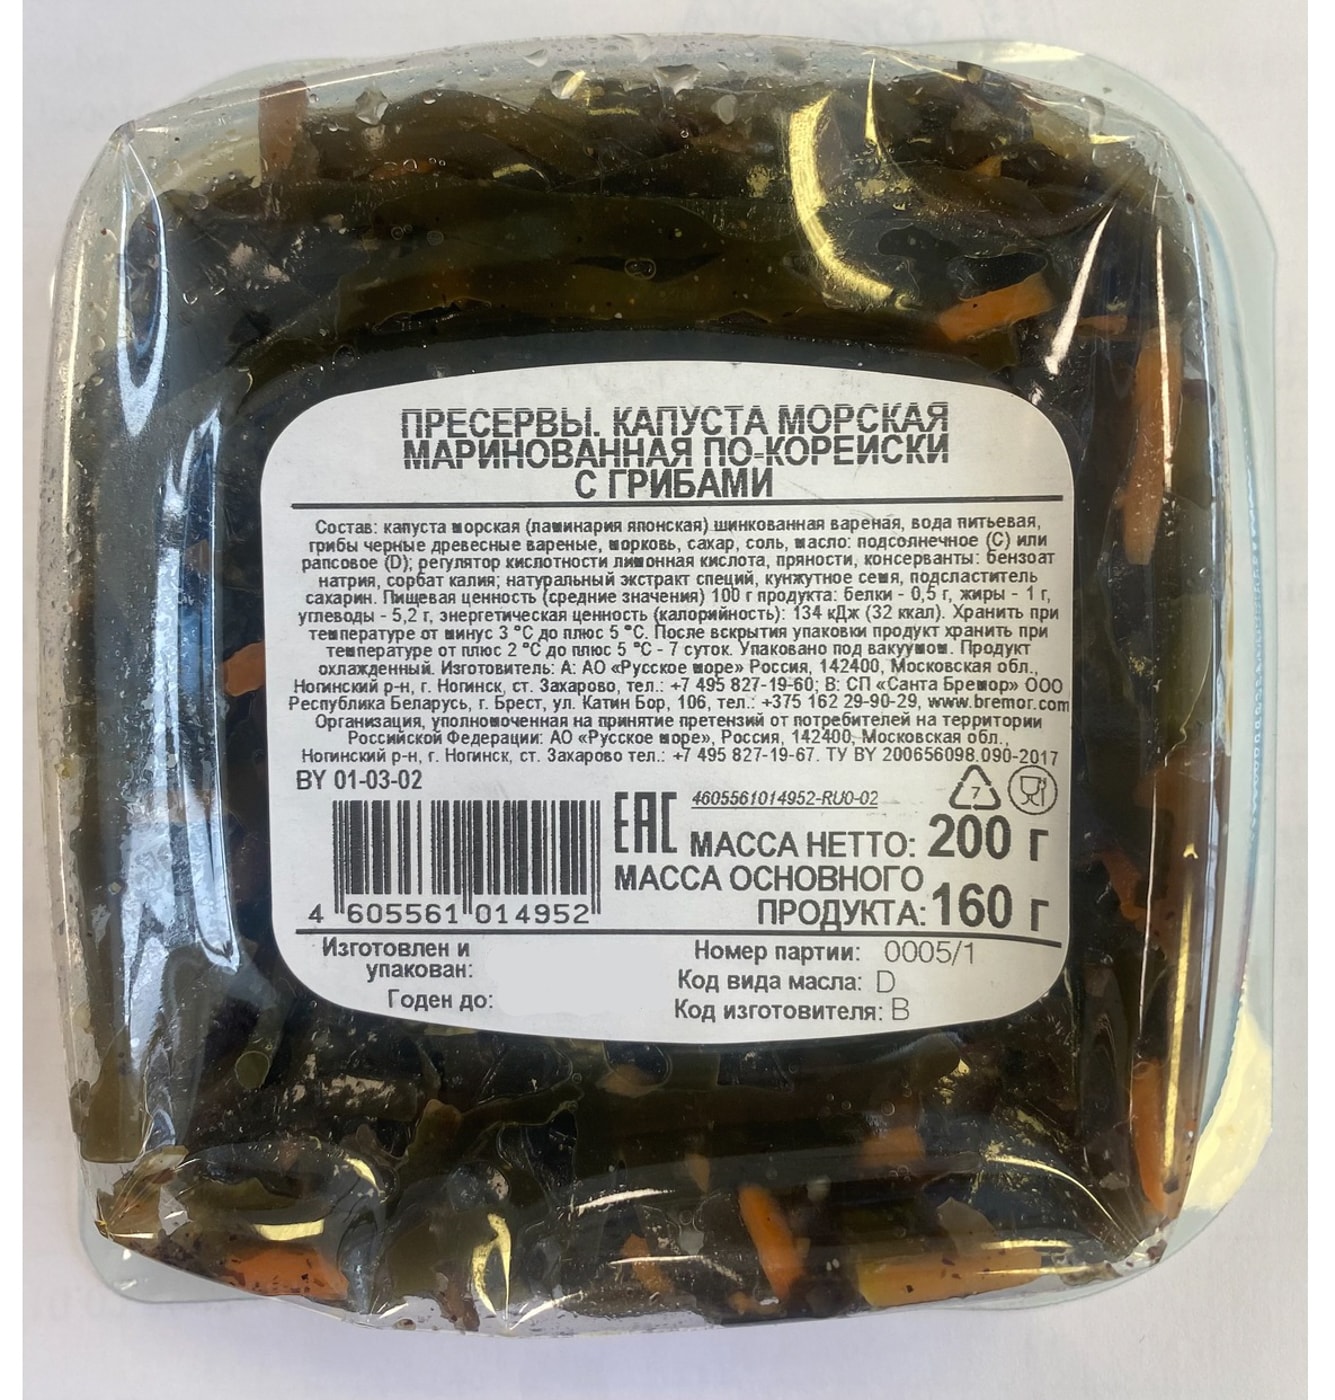 ПРЕСЕРВЫ. КАПУСТА МОРСКАЯ
МАРИНОВАННАЯ ПО-КОРЕЙСКИ
С ГРИБАМИ
Состав: капуста морская (ламинария японская) шинкованная вареная, вода питьевая,
грибы черные древесные вареные, морковь, сахар, соль, масло: подсолнечное (C) или
рапсовое (D); регулятор кислотности лимонная кислота, пряности, консерванты: бензоат
натрия, сорбат калия; натуральный экстракт специй, кунжутное семя, подсластитель
сахарин. Пищевая ценность (средние значения) 100 г продукта: белки - 0,5 г, жиры - 1 г,
углеводы - 5,2 г, энергетическая ценность (калорийность): 134 кДж (32 ккал). Хранить при
температуре от минус 3 °C до плюс 5 °C. После вскрытия упаковки продукт хранить при
температуре от плюс 2 °C до плюс 5 °C - 7 суток. Упаковано под вакуумом. Продукт
охлажденный. Изготовитель: А: АО «Русское море» Россия, 142400, Московская обл.,
Ногинский р-н, г. Ногинск, ст. Захарово, тел.: +7 495 827-19-60; В: СП «Санта Бремор» ООО
Республика Беларусь, г. Брест, ул. Катин Бор, 106, тел.: +375 162 29-90-29, www.bremor.com
Организация, уполномоченная на принятие претензий от потребителей на территории
Российской Федерации: АО «Русское море», Россия, 142400, Московская обл.,
Ногинский р-н, г. Ногинск, ст. Захарово тел.: +7 495 827-19-67. ТУ BY 200656098.090-2017
BY 01-03-02
EAC 4605561014952-RU0-02
7
МАССА НЕТТО: 200 г
МАССА ОСНОВНОГО
ПРОДУКТА: 160 г
4 605561 014952
Изготовлен и
упакован:
Годен до:
Номер партии: 0005/1
Код вида масла: D
Код изготовителя: B